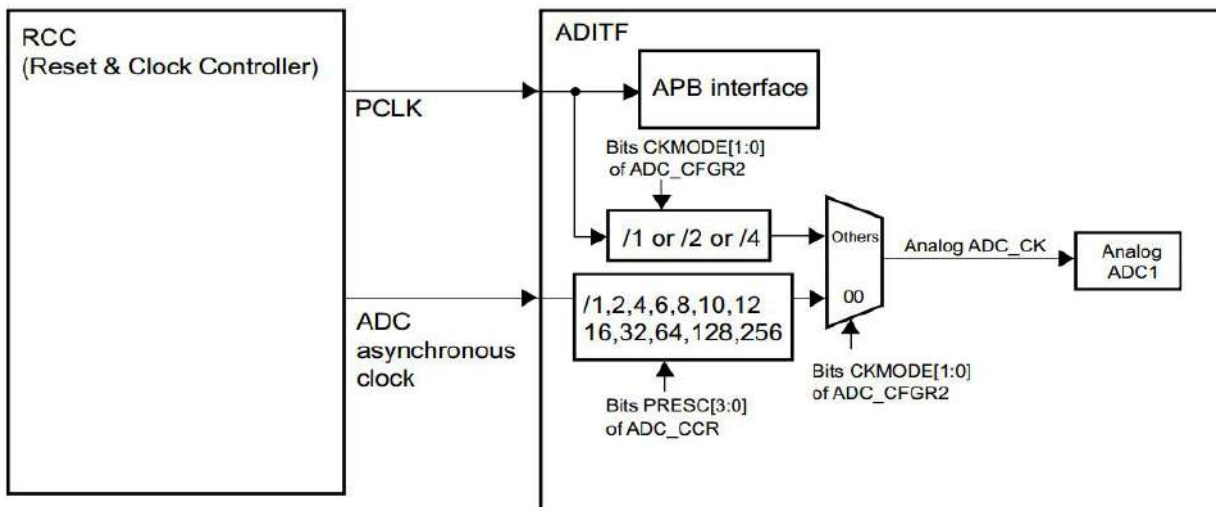 RCC
(Reset & Clock Controller)
PCLK
ADC
asynchronous
clock
ADITF
APB interface
Bits CKMODE[1:0]
of ADC_CFGR2
/1 or /2 or /4
Others
00
Analog ADC_CK
Analog
ADC1
/1,2,4,6,8,10,12
16,32,64,128,256
Bits PRESC[3:0]
of ADC_CCR
Bits CKMODE[1:0]
of ADC_CFGR2